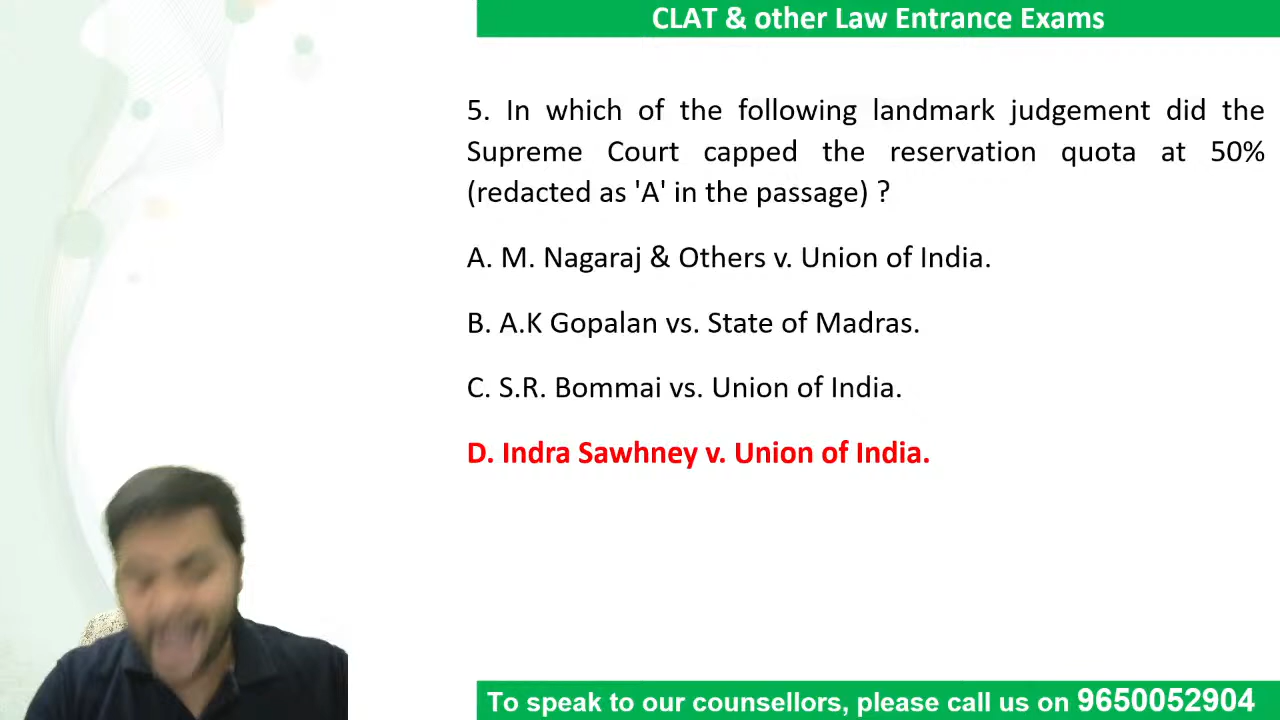 CLAT & other Law Entrance Exams
5. In which of the following landmark judgement did the
Supreme Court capped the reservation quota at 50%
(redacted as 'A' in the passage) ?
A. M. Nagaraj & Others v. Union of India.
B. A.K Gopalan vs. State of Madras.
C. S.R. Bommai vs. Union of India.
D. Indra Sawhney v. Union of India.
To speak to our counsellors, please call us on 9650052904